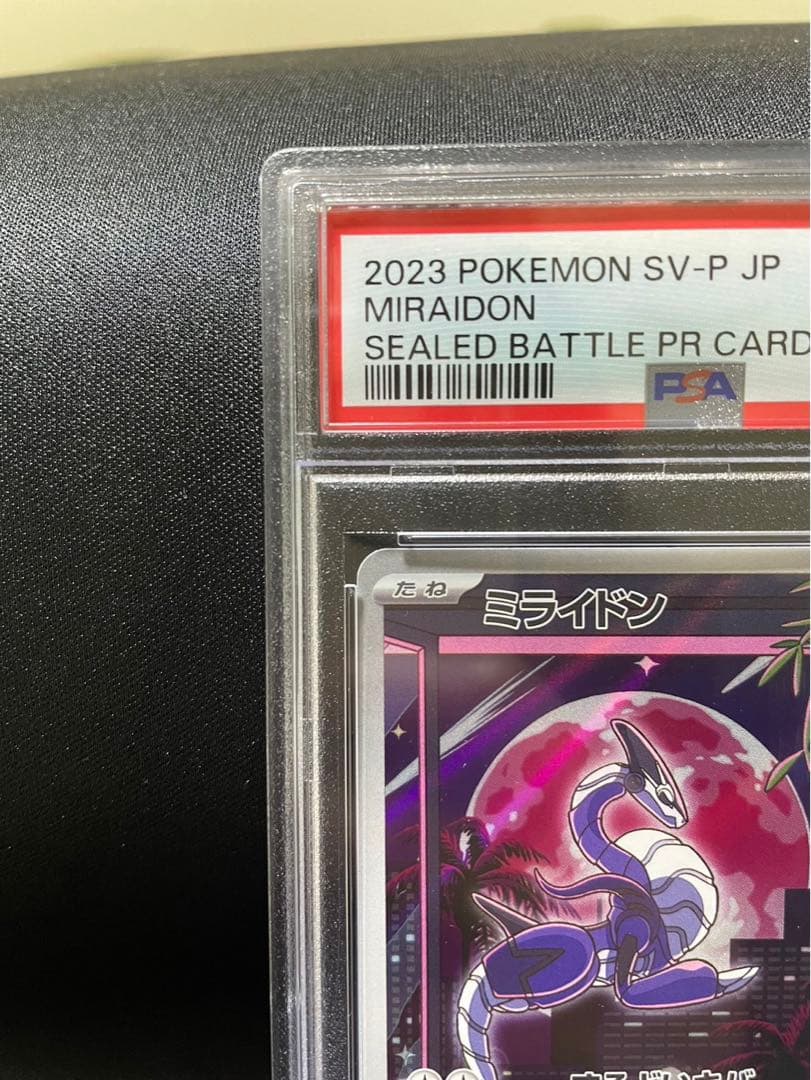 2023 POKEMON SV-P JP
MIRAIDON
SEALED BATTLE PR CARD
PSA
たね
ミライドン